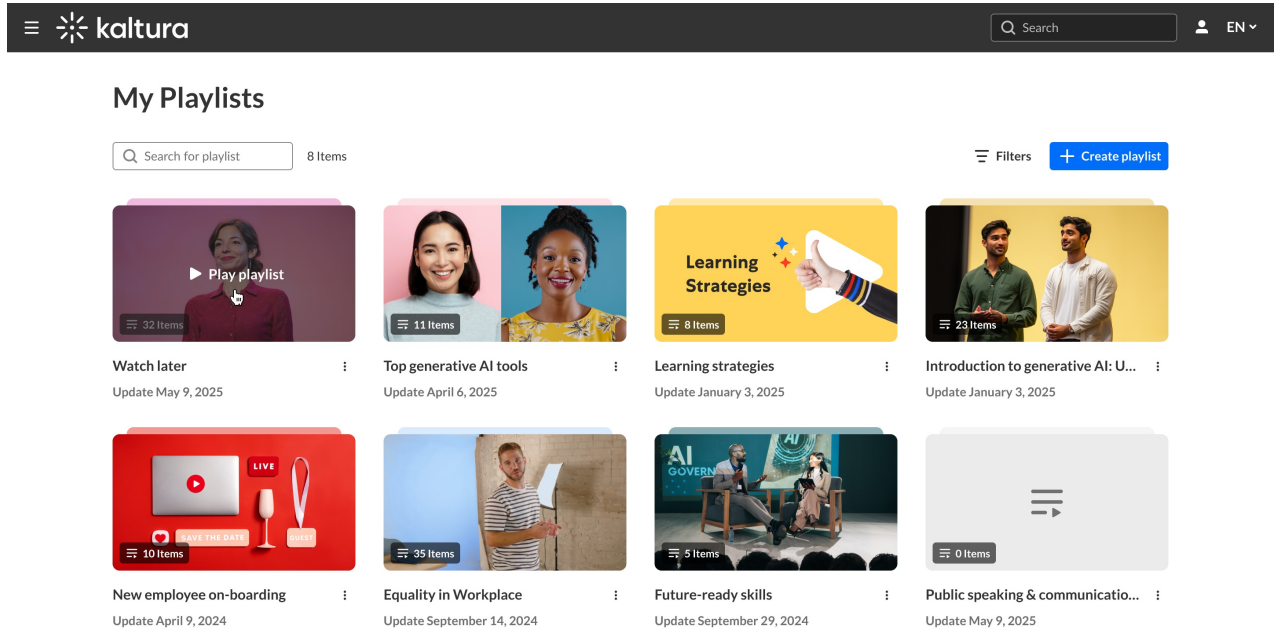 kaltura
Search
EN
My Playlists
Search for playlist
8 Items
Filters
Create playlist
Play playlist
32 Items
11 Items
Learning
Strategies
8 Items
23 Items
Watch later
Update May 9, 2025
Top generative AI tools
Update April 6, 2025
Learning strategies
Update January 3, 2025
Introduction to generative AI: U...
Update January 3, 2025
LIVE
SAVE THE DATE
GUEST
10 Items
35 Items
AI
GOVERN
AI
5 Items
0 Items
New employee on-boarding
Update April 9, 2024
Equality in Workplace
Update September 14, 2024
Future-ready skills
Update September 29, 2024
Public speaking & communicatio...
Update May 9, 2025